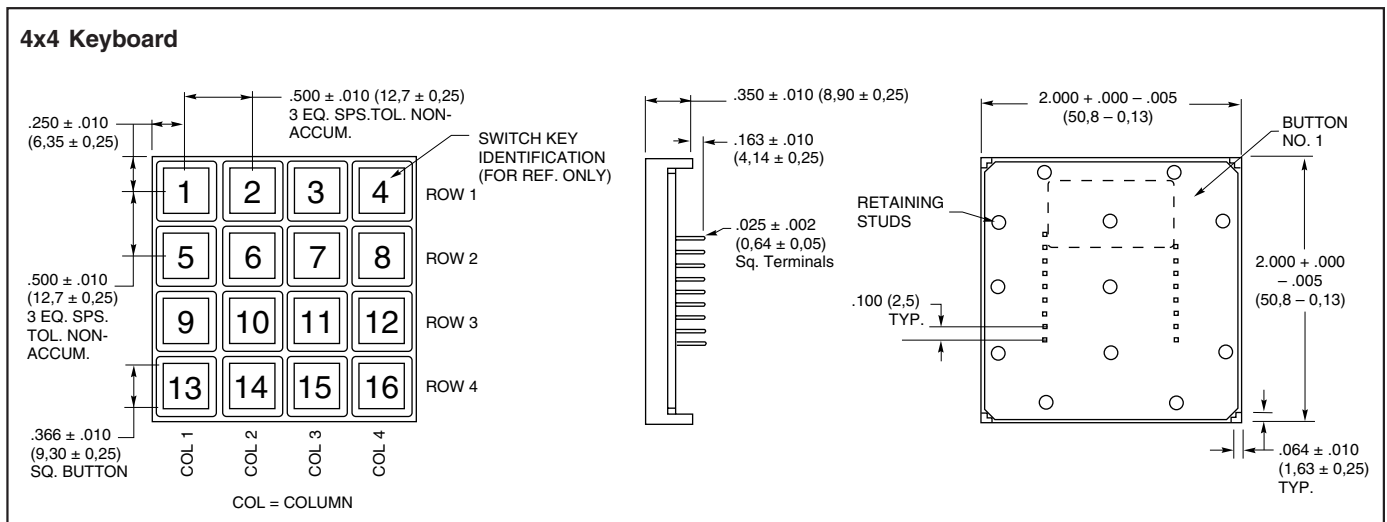 4x4 Keyboard
.500 ± .010 (12,7 ± 0,25)
3 EQ. SPS.TOL. NON-
ACCUM.
.250 ± .010
(6,35 ± 0,25)
SWITCH KEY
IDENTIFICATION
(FOR REF. ONLY)
1 2 3 4 ROW 1
5 6 7 8 ROW 2
9 10 11 12 ROW 3
13 14 15 16 ROW 4
.500 ± .010
(12,7 ± 0,25)
3 EQ. SPS.
TOL. NON-
ACCUM.
.366 ± .010
(9,30 ± 0,25)
SQ. BUTTON
COL 1
COL 2
COL 3
COL 4
COL = COLUMN
.350 ± .010 (8,90 ± 0,25)
.163 ± .010
(4,14 ± 0,25)
.025 ± .002
(0,64 ± 0,05)
Sq. Terminals
2.000 + .000 – .005
(50,8 – 0,13)
BUTTON
NO. 1
RETAINING
STUDS
.100 (2,5)
TYP.
2.000 + .000
– .005
(50,8 – 0,13)
.064 ± .010
(1,63 ± 0,25)
TYP.